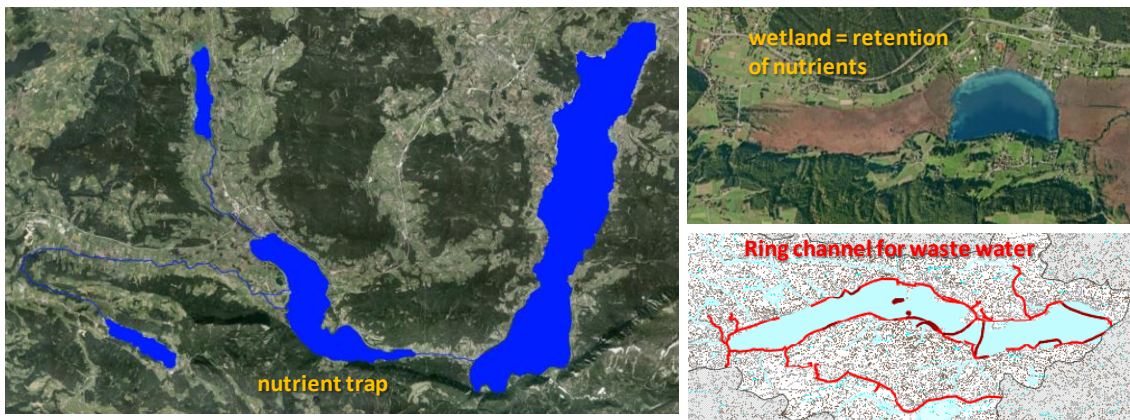 nutrient trap
wetland = retention
of nutrients
Ring channel for waste water